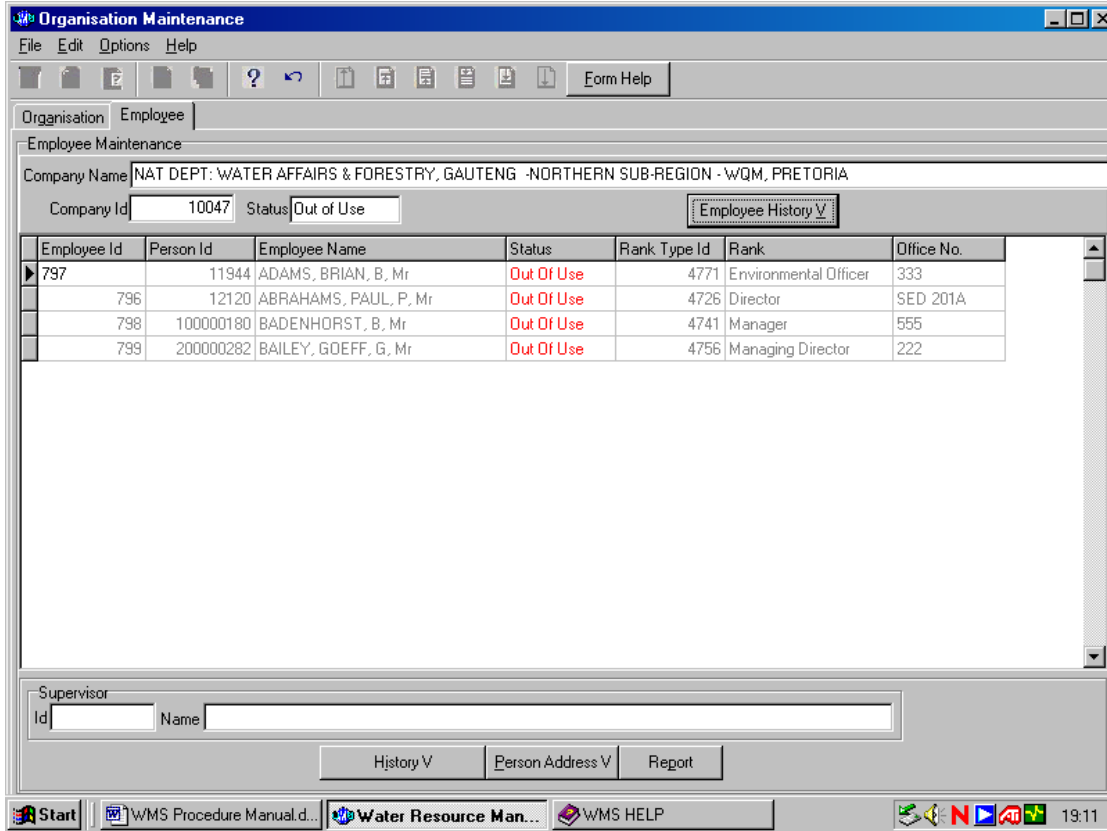 Organisation Maintenance
File Edit Options Help
Form Help
Organisation Employee
Employee Maintenance
Company Name NAT DEPT: WATER AFFAIRS & FORESTRY, GAUTENG -NORTHERN SUB-REGION - WQM, PRETORIA
Company Id 10047 Status Out of Use Employee History V
Employee Id Person Id Employee Name Status Rank Type Id Rank Office No.
797 11944 ADAMS, BRIAN, B, Mr Out Of Use 4771 Environmental Officer 333
796 12120 ABRAHAMS, PAUL, P, Mr Out Of Use 4726 Director SED 201A
798 100000180 BADENHORST, B, Mr Out Of Use 4741 Manager 555
799 200000282 BAILEY, GOEFF, G, Mr Out Of Use 4756 Managing Director 222
Supervisor
Id Name
History V Person Address V Report
Start WMS Procedure Manual.d... Water Resource Man... WMS HELP 19:11